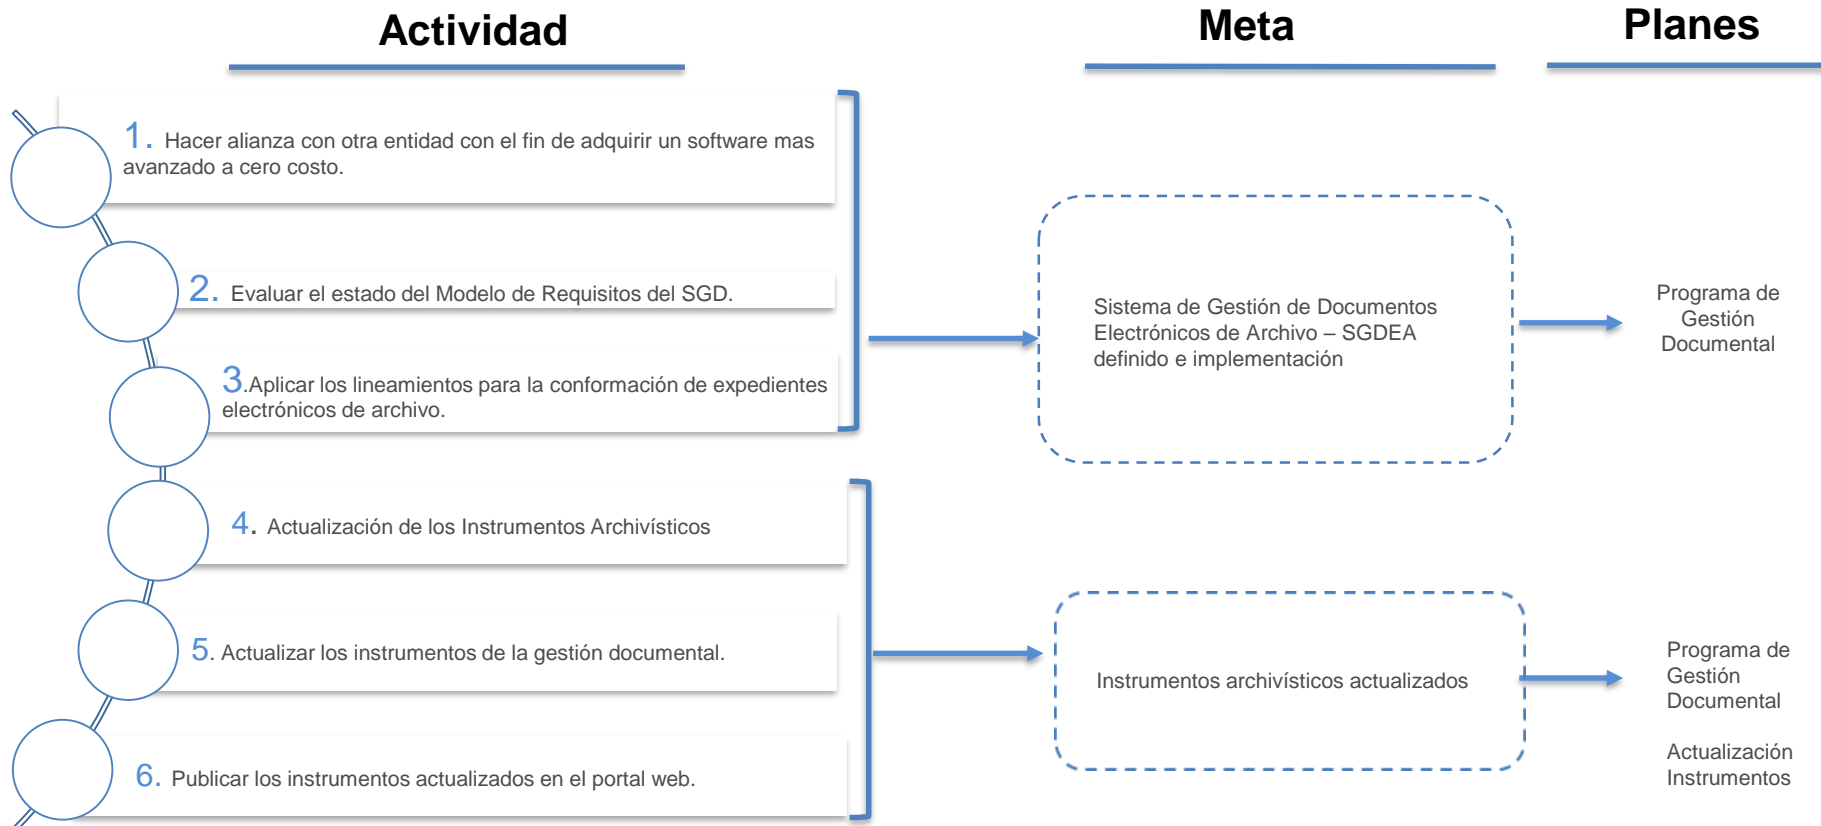 Actividad
Meta
Planes
1. Hacer alianza con otra entidad con el fin de adquirir un software mas
avanzado a cero costo.
2. Evaluar el estado del Modelo de Requisitos del SGD.
3.Aplicar los lineamientos para la conformación de expedientes
electrónicos de archivo.
Sistema de Gestión de Documentos
Electrónicos de Archivo – SGDEA
definido e implementación
Programa de
Gestión
Documental
4. Actualización de los Instrumentos Archivísticos
5. Actualizar los instrumentos de la gestión documental.
6. Publicar los instrumentos actualizados en el portal web.
Instrumentos archivísticos actualizados
Programa de
Gestión
Documental
Actualización
Instrumentos